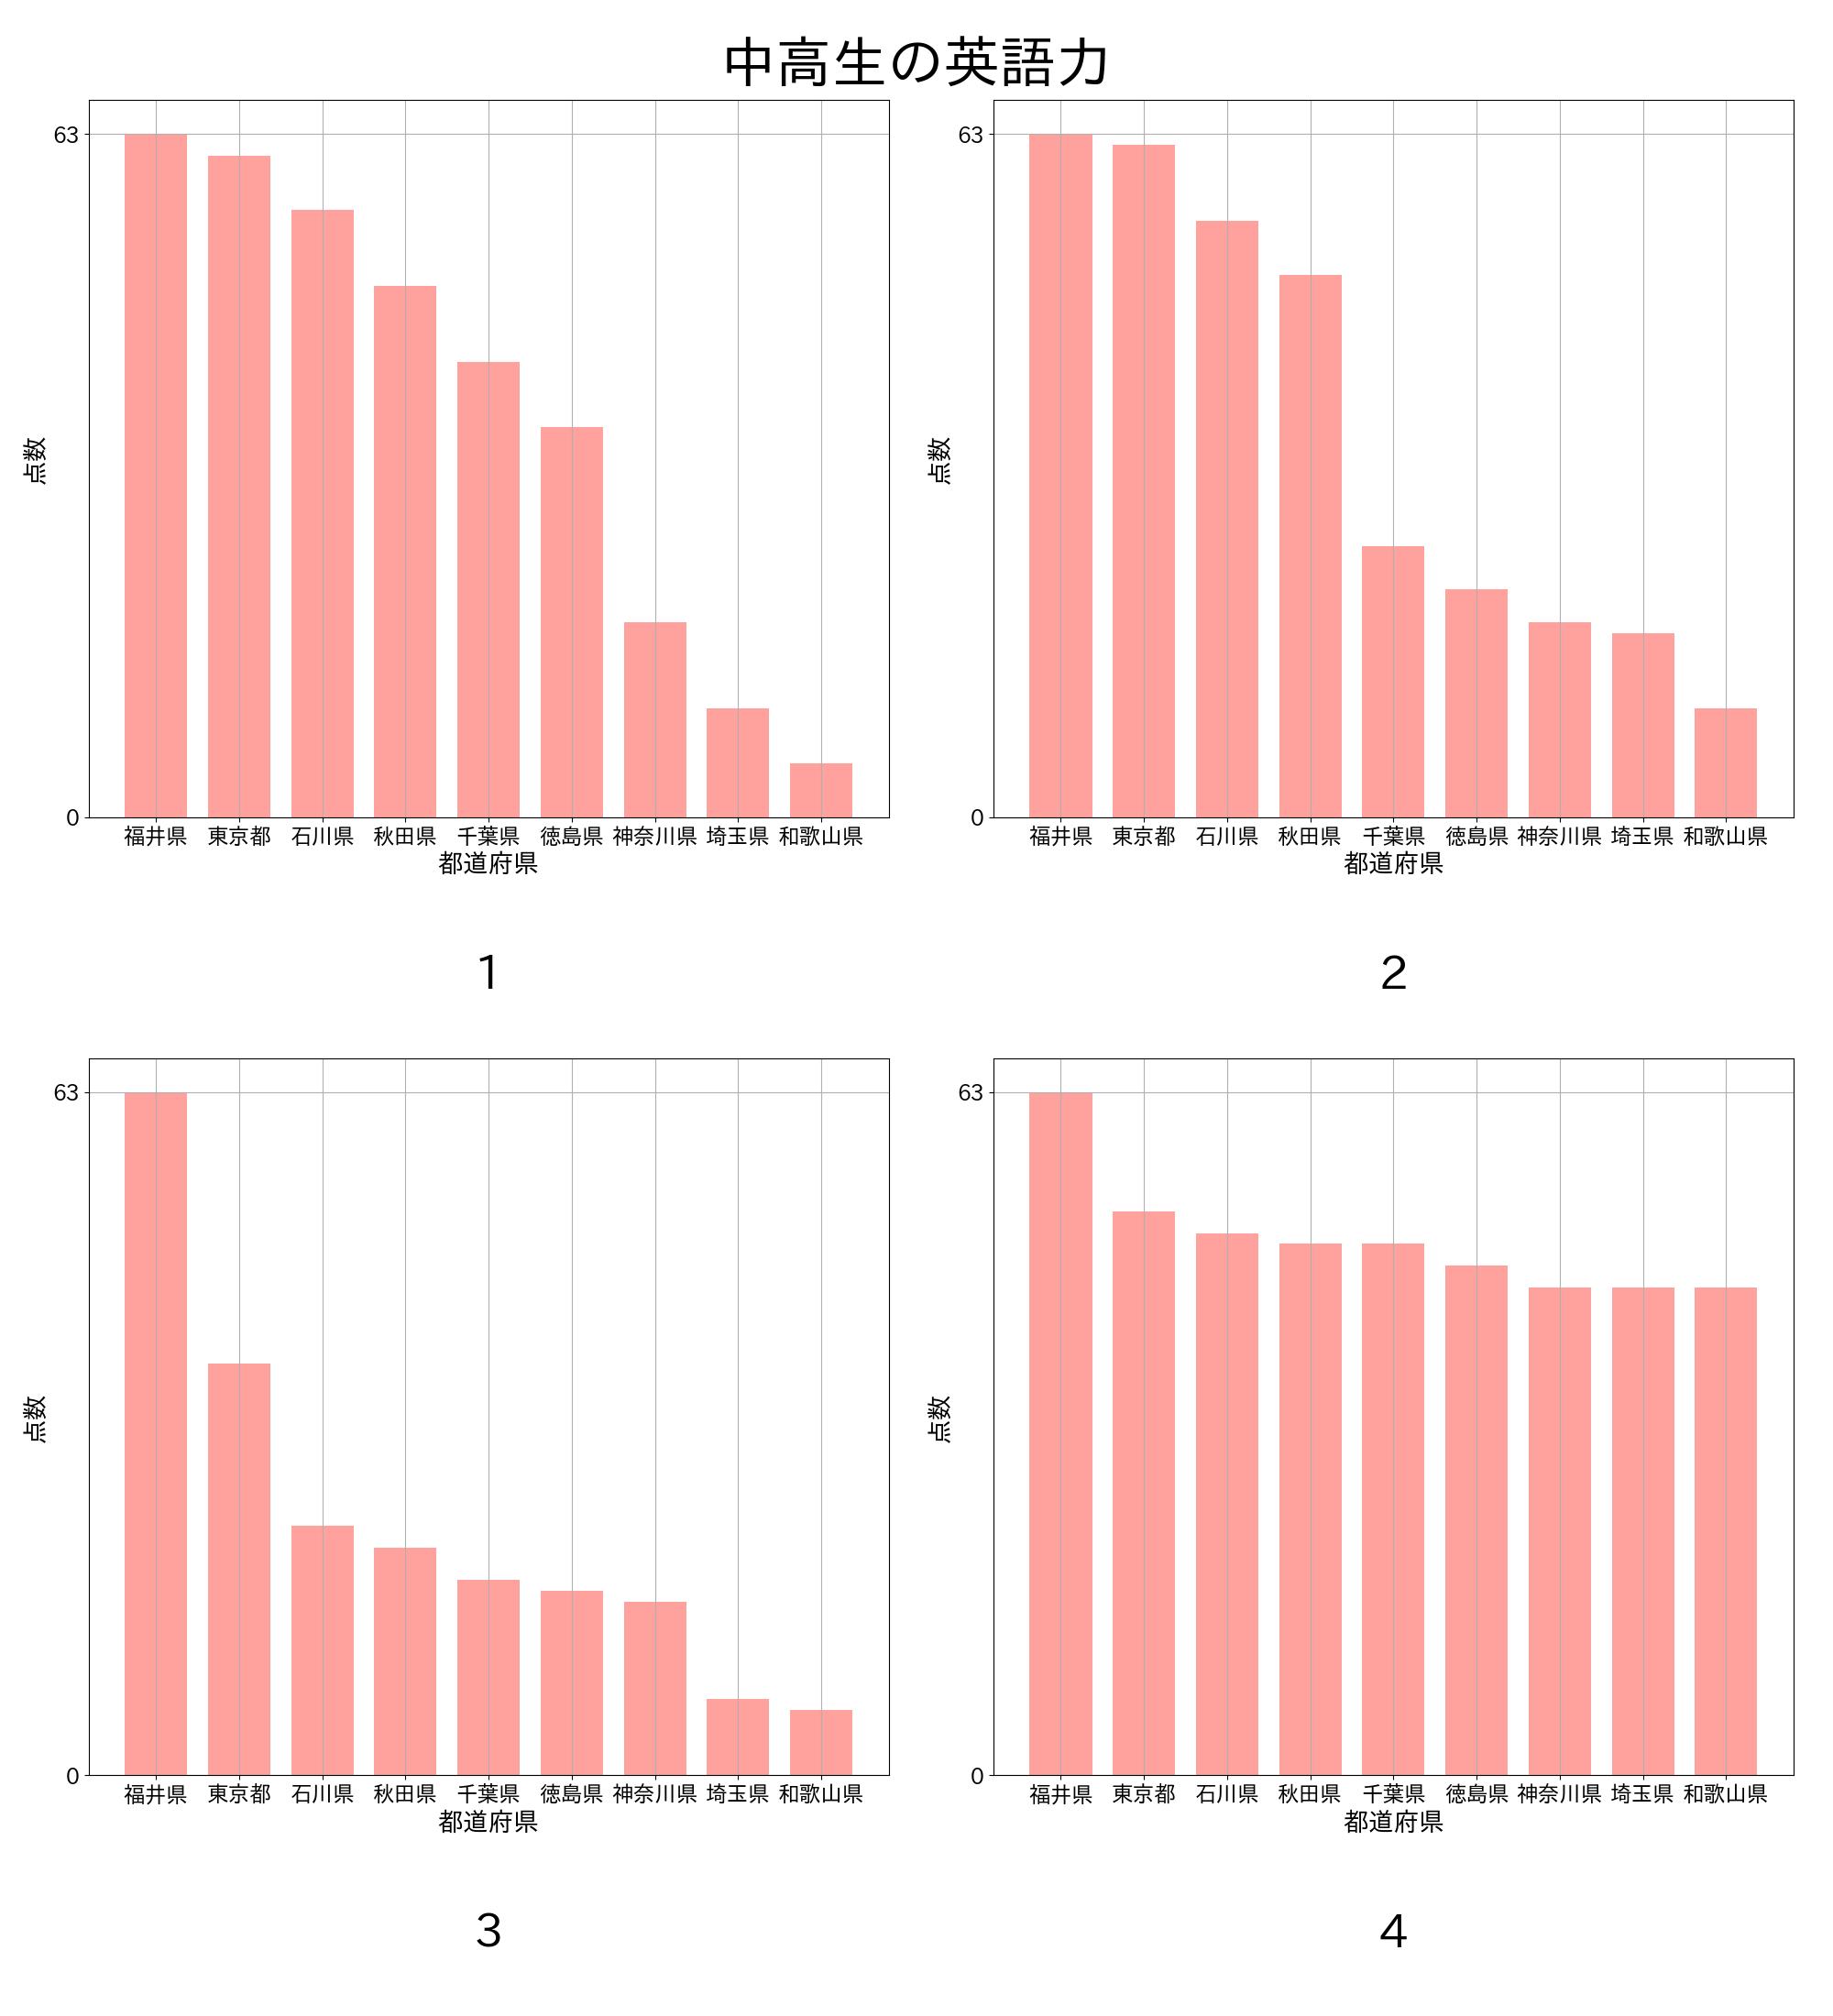 中高生の英語力
63
0
点数
福井県 東京都 石川県 秋田県 千葉県 徳島県 神奈川県 埼玉県 和歌山県
都道府県
1
63
0
点数
福井県 東京都 石川県 秋田県 千葉県 徳島県 神奈川県 埼玉県 和歌山県
都道府県
2
63
0
点数
福井県 東京都 石川県 秋田県 千葉県 徳島県 神奈川県 埼玉県 和歌山県
都道府県
3
63
0
点数
福井県 東京都 石川県 秋田県 千葉県 徳島県 神奈川県 埼玉県 和歌山県
都道府県
4